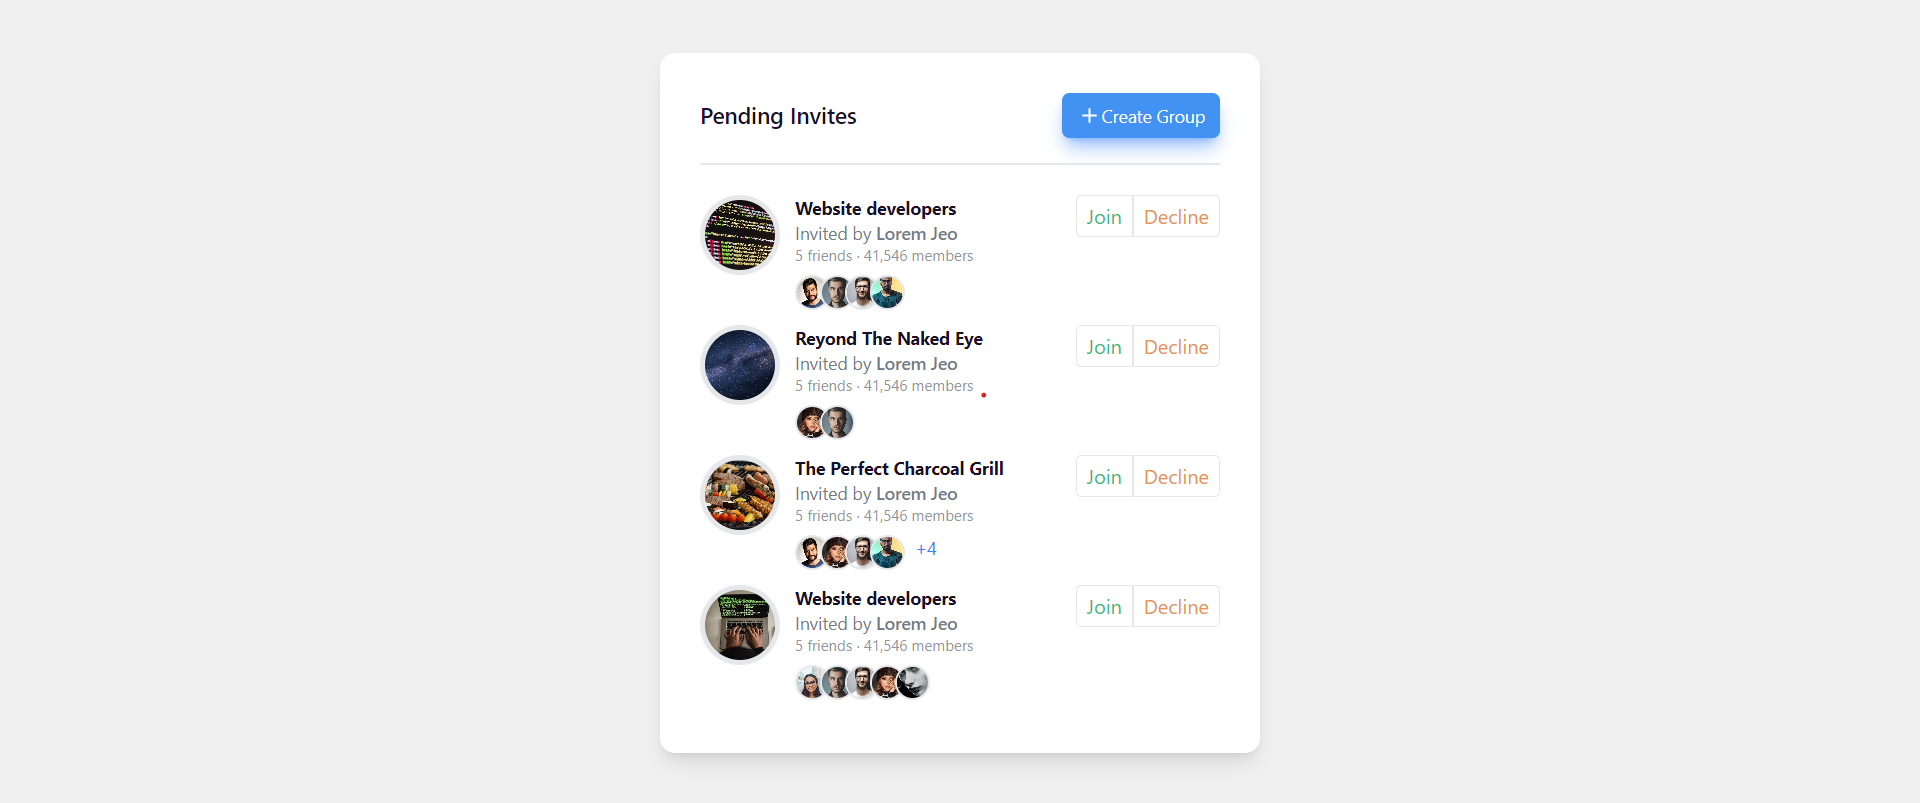 Pending Invites
+ Create Group
Website developers
Join Decline
Invited by Lorem Jeo
5 friends · 41,546 members
Reyond The Naked Eye
Join Decline
Invited by Lorem Jeo
5 friends · 41,546 members
The Perfect Charcoal Grill
Join Decline
Invited by Lorem Jeo
5 friends · 41,546 members
+4
Website developers
Join Decline
Invited by Lorem Jeo
5 friends · 41,546 members